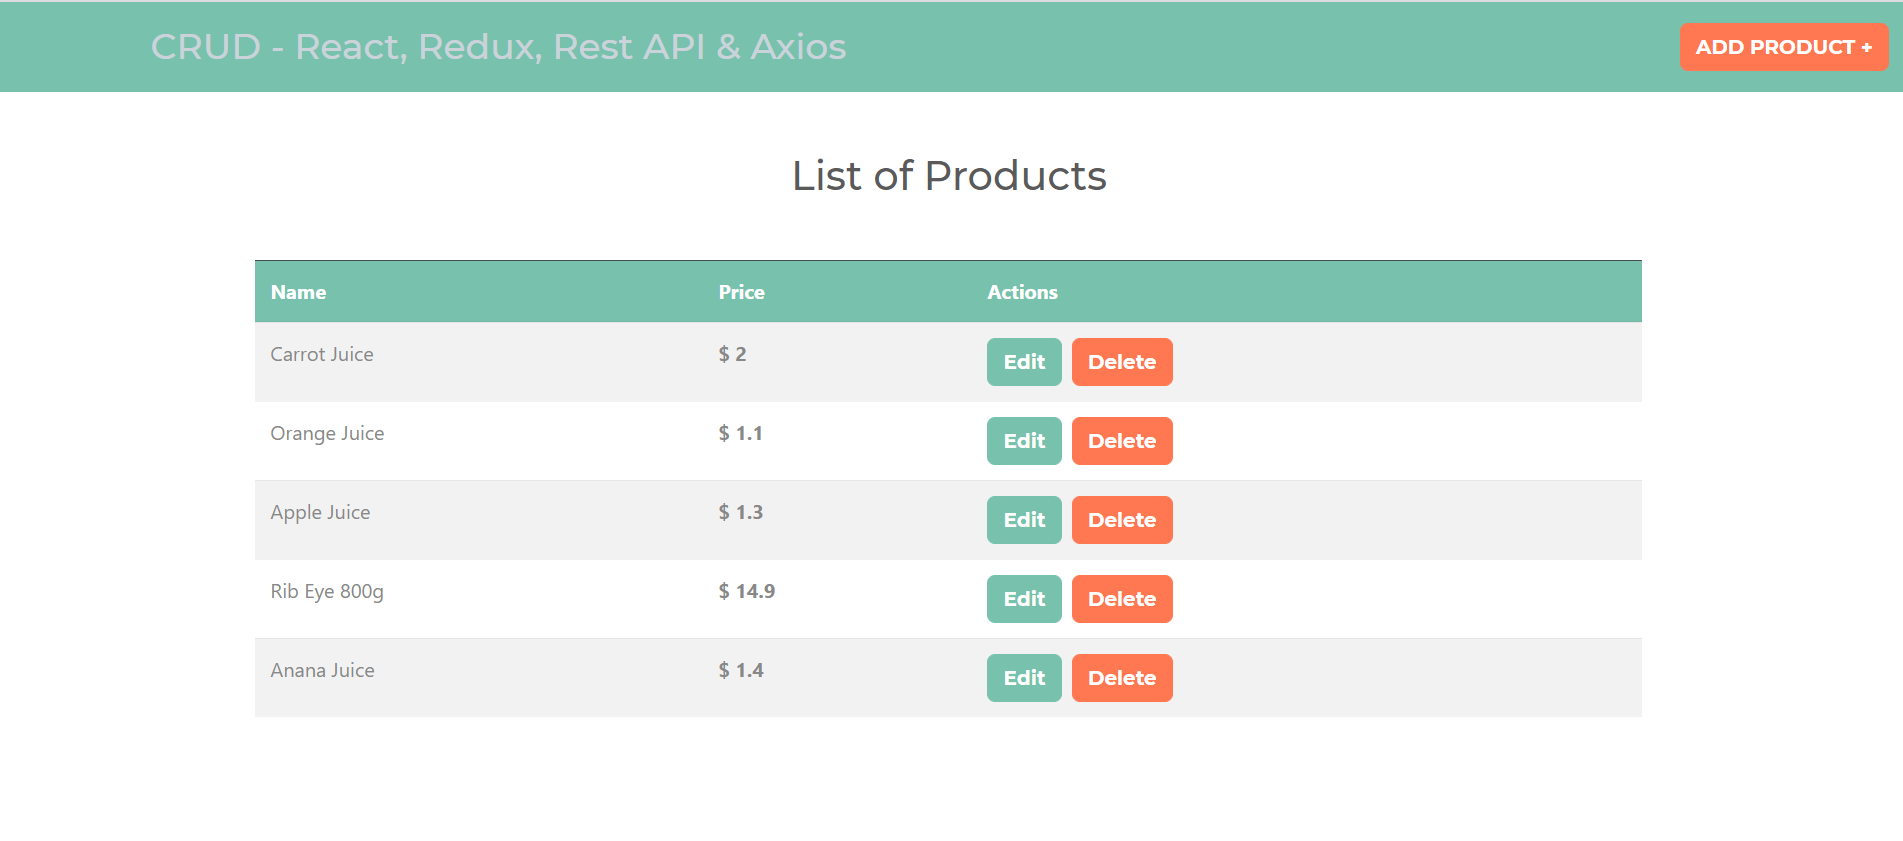 CRUD - React, Redux, Rest API & Axios
ADD PRODUCT +
List of Products
Name Price Actions
Carrot Juice $ 2 Edit Delete
Orange Juice $ 1.1 Edit Delete
Apple Juice $ 1.3 Edit Delete
Rib Eye 800g $ 14.9 Edit Delete
Anana Juice $ 1.4 Edit Delete